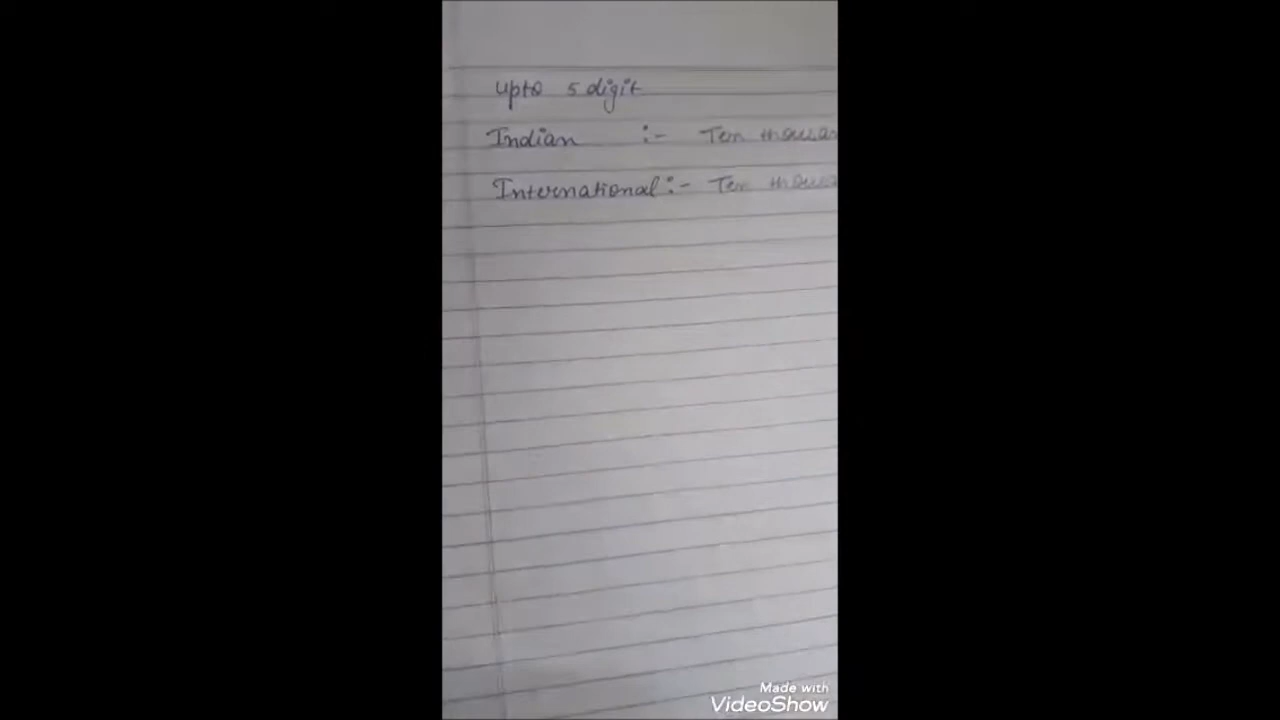 upto 5 digit
Indian :- Ten
International :- Ten
Made with
VideoShow